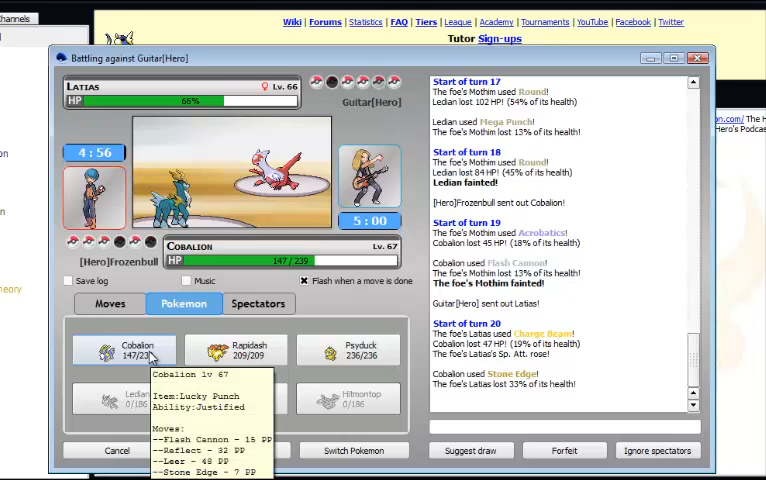 Channels
Wiki | Forums | Statistics | FAQ | Tiers | League | Academy | Tournaments | YouTube | Facebook | Twitter
Tutor Sign-ups
Battling against Guitar[Hero]
LATIAS Lv. 66
HP 66%
Guitar[Hero]
4:56
5:00
COBALION Lv. 67
HP 147 / 239
[Hero]Frozenbull
Save log
Music
Flash when a move is done
Moves
Pokemon
Spectators
Cobalion
147/23
Rapidash
209/209
Psyduck
236/236
Ledian
0/186
Hitmontop
0/186
Cobalion lv 67
Item:Lucky Punch
Ability:Justified
Moves:
--Flash Cannon - 15 PP
--Reflect - 32 PP
--Leer - 48 PP
--Stone Edge - 7 PP
Cancel
Switch Pokemon
Start of turn 17
The foe's Mothim used Round!
Ledian lost 102 HP! (54% of its health)
Ledian used Mega Punch!
The foe's Mothim lost 13% of its health!
Start of turn 18
The foe's Mothim used Round!
Ledian lost 84 HP! (45% of its health)
Ledian fainted!
[Hero]Frozenbull sent out Cobalion!
Start of turn 19
The foe's Mothim used Acrobatics!
Cobalion lost 45 HP! (18% of its health)
Cobalion used Flash Cannon!
The foe's Mothim lost 13% of its health!
The foe's Mothim fainted!
Guitar[Hero] sent out Latias!
Start of turn 20
The foe's Latias used Charge Beam!
Cobalion lost 47 HP! (19% of its health)
The foe's Latias's Sp. Att. rose!
Cobalion used Stone Edge!
The foe's Latias lost 33% of its health!
Suggest draw
Forfeit
Ignore spectators
on.com/ The H
Hero's Podcas
on
heory